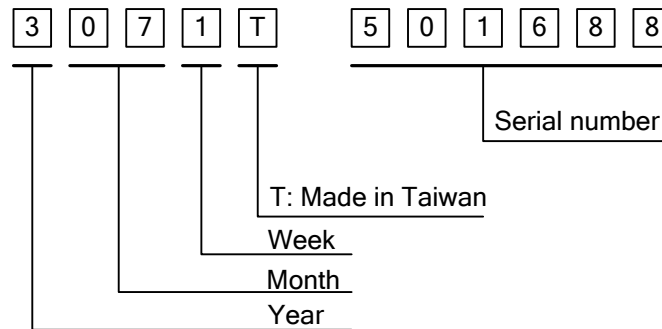 3 0 7 1 T 5 0 1 6 8 8
Serial number
T: Made in Taiwan
Week
Month
Year